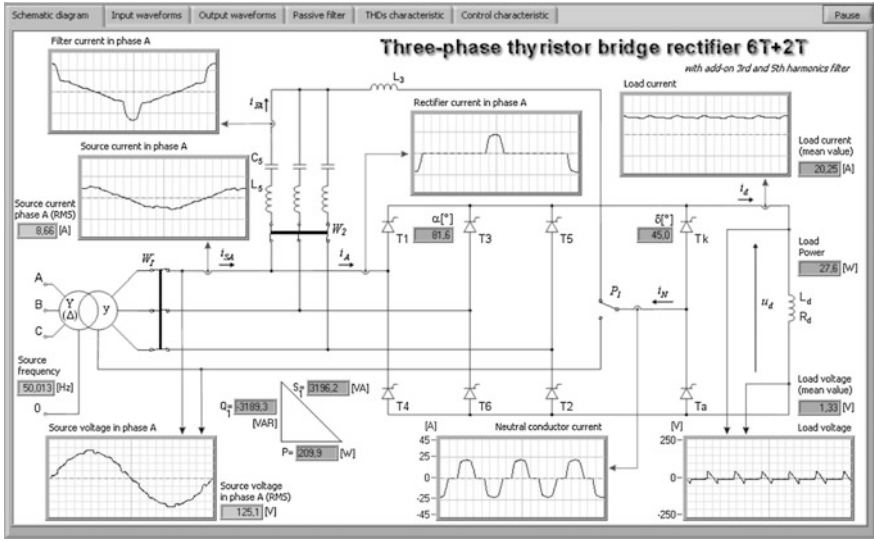 Schematic diagram Input waveforms Output waveforms Passive filter THDs characteristic Control characteristic Pause
Three-phase thyristor bridge rectifier 6T+2T
with add-on 3rd and 5th harmonics filter
Filter current in phase A
L3
Rectifier current in phase A
Load current
Load current
(mean value)
20,25 [A]
iSR
Source current in phase A
C5
L5
Source current
phase A (RMS)
8,66 [A]
W2
α[°]
81,6
δ[°]
45,0
id
T1 T3 T5 Tk
Load
Power
27,6 [W]
W1
iSA
iA
P1
iN
ud
Ld
Rd
A
B
C
Y
(Δ)
y
Source
frequency
50,013 [Hz]
0
S1= 3196,2 [VA]
Q1= -3189,3
[VAR]
P= 209,9 [W]
T4 T6 T2 Ta
Load voltage
(mean value)
1,33 [V]
Source voltage in phase A
Source voltage
in phase A (RMS)
125,1 [V]
[A] Neutral conductor current
45
25
0
-25
-45
[V] Load voltage
250
0
-250